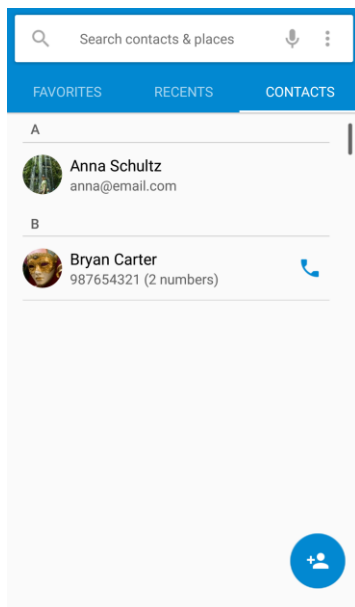 Search contacts & places
FAVORITES RECENTS CONTACTS
A
Anna Schultz
anna@email.com
B
Bryan Carter
987654321 (2 numbers)